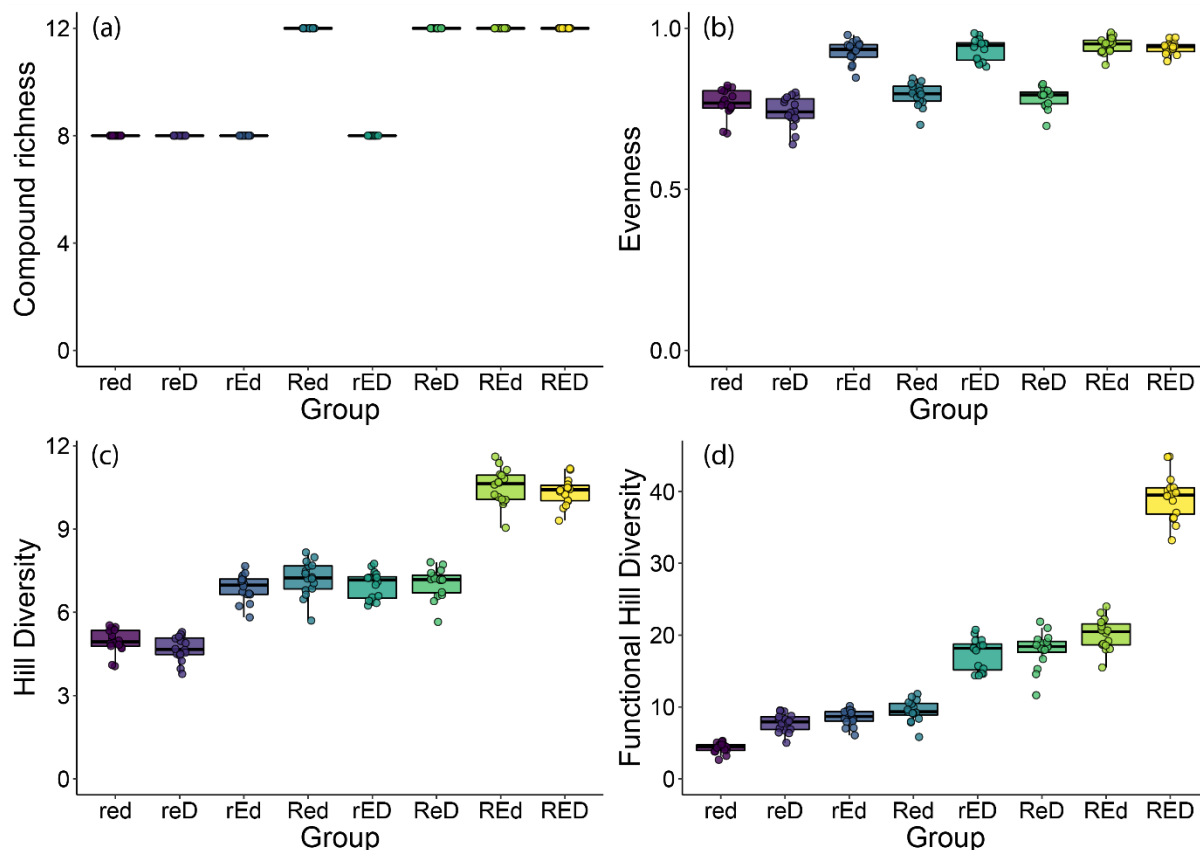 (a)
Compound richness
12
8
4
0
red reD rEd Red rED ReD REd RED
Group
(b)
Evenness
1.0
0.5
0.0
red reD rEd Red rED ReD REd RED
Group
(c)
Hill Diversity
12
9
6
3
0
red reD rEd Red rED ReD REd RED
Group
(d)
Functional Hill Diversity
40
30
20
10
0
red reD rEd Red rED ReD REd RED
Group